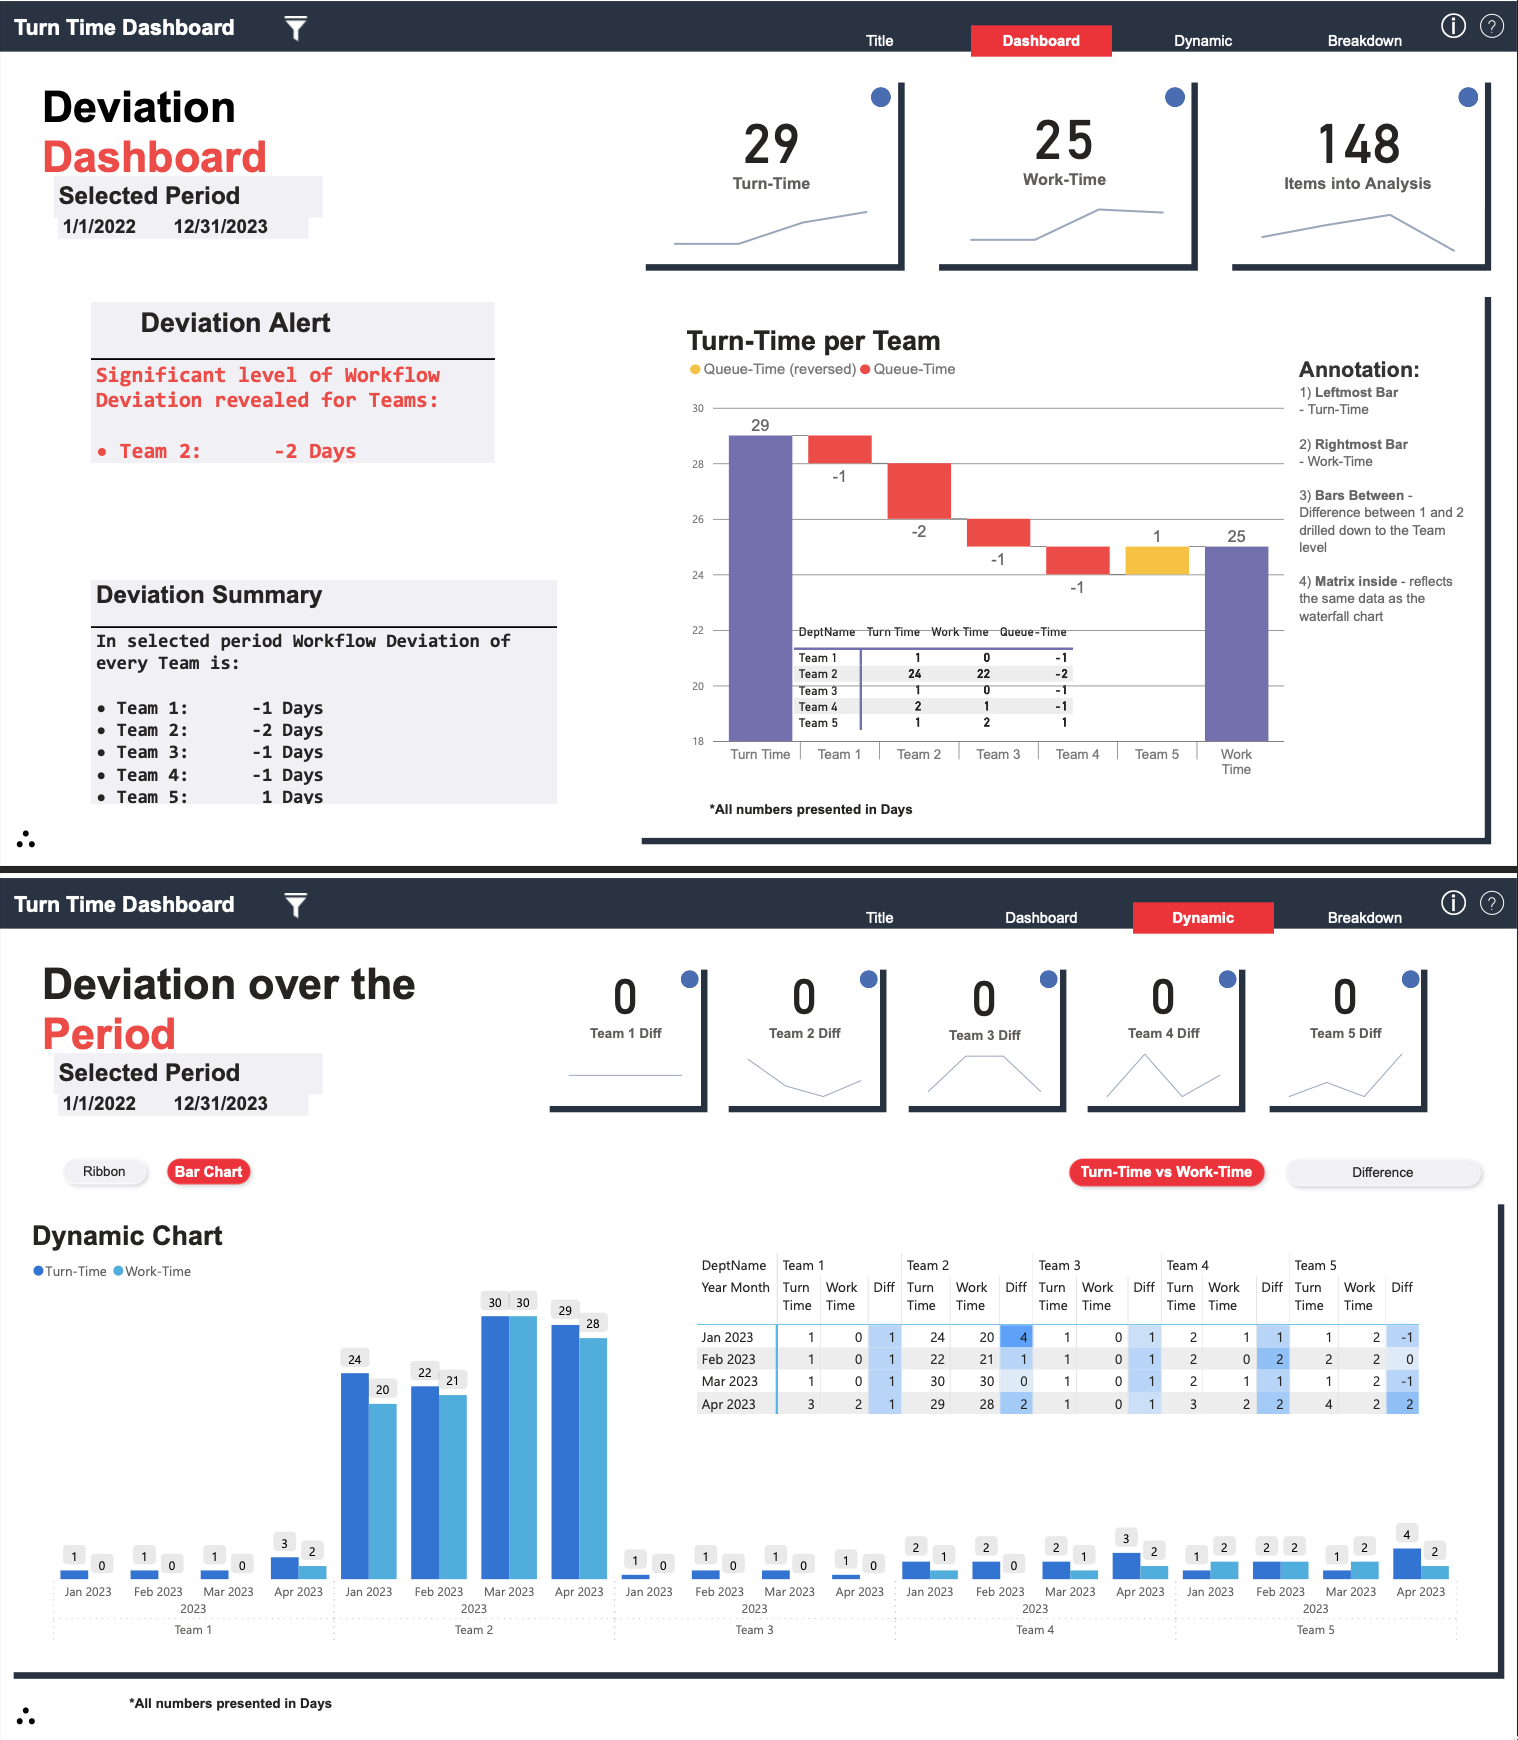 Turn Time Dashboard
Title Dashboard Dynamic Breakdown
Deviation
Dashboard
Selected Period
1/1/2022 12/31/2023
29
Turn-Time
25
Work-Time
148
Items into Analysis
Deviation Alert
Significant level of Workflow
Deviation revealed for Teams:
• Team 2: -2 Days
Deviation Summary
In selected period Workflow Deviation of
every Team is:
• Team 1: -1 Days
• Team 2: -2 Days
• Team 3: -1 Days
• Team 4: -1 Days
• Team 5: 1 Days
Turn-Time per Team
Queue-Time (reversed) Queue-Time
30
28
26
24
22
20
18
29 -1 -2 -1 -1 1 25
DeptName Turn Time Work Time Queue-Time
Team 1 1 0 -1
Team 2 24 22 -2
Team 3 1 0 -1
Team 4 2 1 -1
Team 5 1 2 1
Turn Time Team 1 Team 2 Team 3 Team 4 Team 5 Work
Time
*All numbers presented in Days
Annotation:
1) Leftmost Bar
- Turn-Time
2) Rightmost Bar
- Work-Time
3) Bars Between -
Difference between 1 and 2
drilled down to the Team
level
4) Matrix inside - reflects
the same data as the
waterfall chart
Turn Time Dashboard
Title Dashboard Dynamic Breakdown
Deviation over the
Period
Selected Period
1/1/2022 12/31/2023
0
Team 1 Diff
0
Team 2 Diff
0
Team 3 Diff
0
Team 4 Diff
0
Team 5 Diff
Ribbon Bar Chart
Turn-Time vs Work-Time Difference
Dynamic Chart
Turn-Time Work-Time
DeptName Team 1 Team 2 Team 3 Team 4 Team 5
Year Month Turn Work Diff Turn Work Diff Turn Work Diff Turn Work Diff Turn Work Diff
Time Time Time Time Time Time Time Time Time Time
Jan 2023 1 0 1 24 20 4 1 0 1 2 1 1 1 2 -1
Feb 2023 1 0 1 22 21 1 1 0 1 2 0 2 2 2 0
Mar 2023 1 0 1 30 30 0 1 0 1 2 1 1 1 2 -1
Apr 2023 3 2 1 29 28 2 1 0 1 3 2 2 4 2 2
1 0 1 0 1 0 3 2 24 20 22 21 30 30 29 28 1 0 1 0 1 0 1 0 2 1 2 0 2 1 3 2 1 2 2 2 1 2 4 2
Jan 2023 Feb 2023 Mar 2023 Apr 2023 Jan 2023 Feb 2023 Mar 2023 Apr 2023 Jan 2023 Feb 2023 Mar 2023 Apr 2023 Jan 2023 Feb 2023 Mar 2023 Apr 2023 Jan 2023 Feb 2023 Mar 2023 Apr 2023
2023 2023 2023 2023 2023
Team 1 Team 2 Team 3 Team 4 Team 5
*All numbers presented in Days